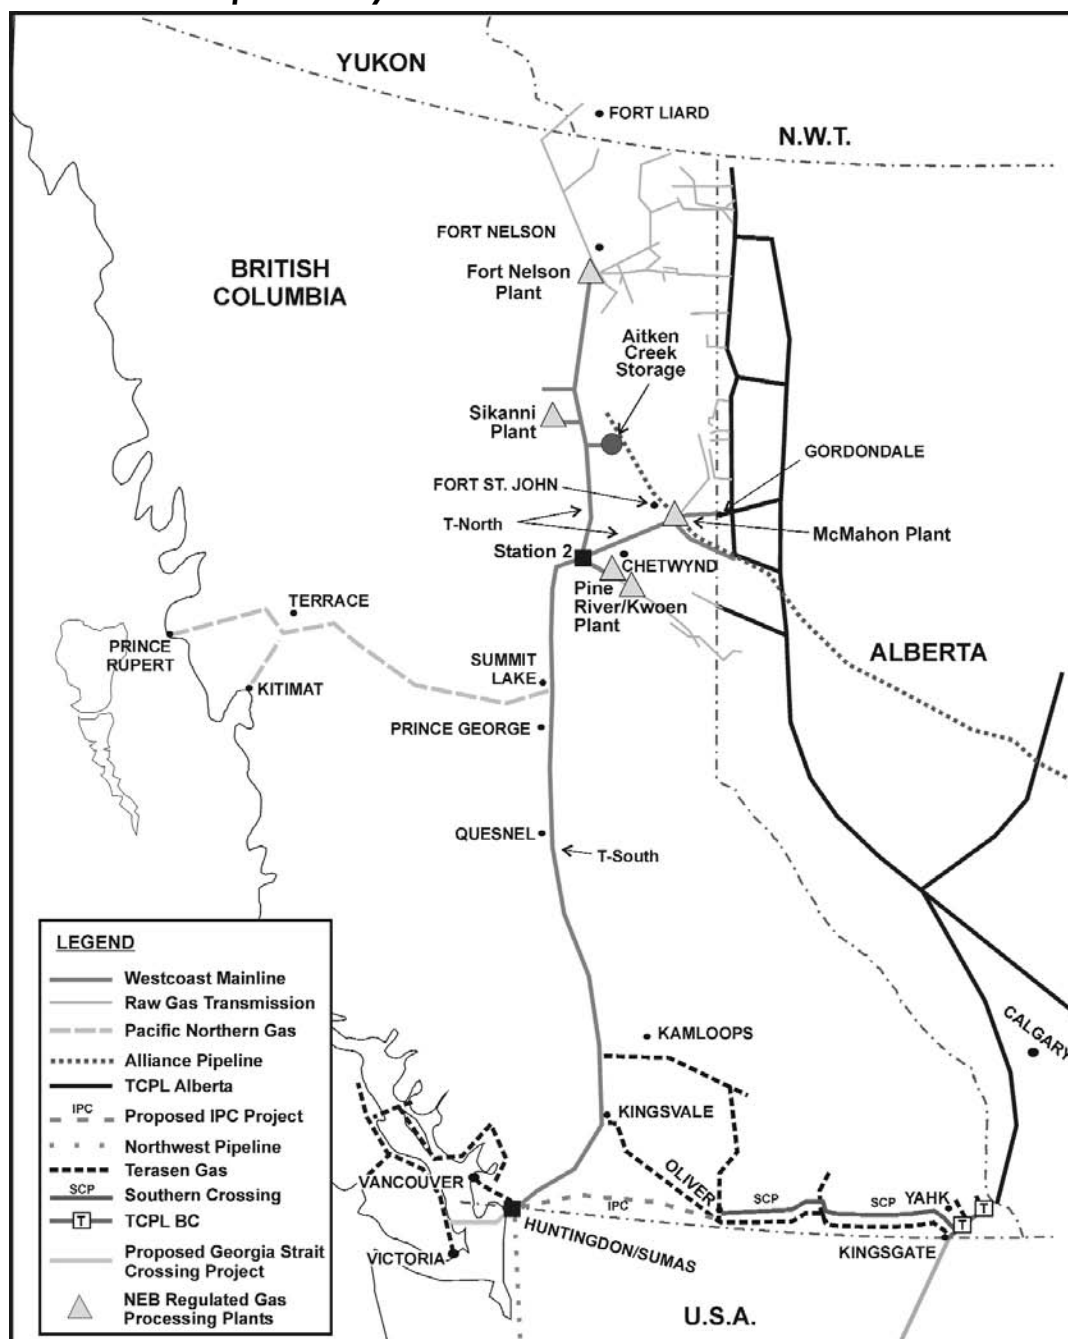 YUKON
FORT LIARD
N.W.T.
FORT NELSON
Fort Nelson
Plant
BRITISH
COLUMBIA
Aitken
Creek
Storage
Sikanni
Plant
GORDONDALE
FORT ST. JOHN
T-North
McMahon Plant
Station 2
CHETWYND
Pine
River/Kwoen
Plant
TERRACE
PRINCE
RUPERT
KITIMAT
SUMMIT
LAKE
ALBERTA
PRINCE GEORGE
QUESNEL
T-South
LEGEND
Westcoast Mainline
Raw Gas Transmission
Pacific Northern Gas
Alliance Pipeline
TCPL Alberta
IPC
Proposed IPC Project
Northwest Pipeline
Terasen Gas
SCP
Southern Crossing
T
TCPL BC
Proposed Georgia Strait
Crossing Project
NEB Regulated Gas
Processing Plants
KAMLOOPS
CALGARY
KINGSVALE
VANCOUVER
OLIVER
SCP
SCP
YAHK
T
T
IPC
HUNTINGDON/SUMAS
KINGSGATE
VICTORIA
U.S.A.